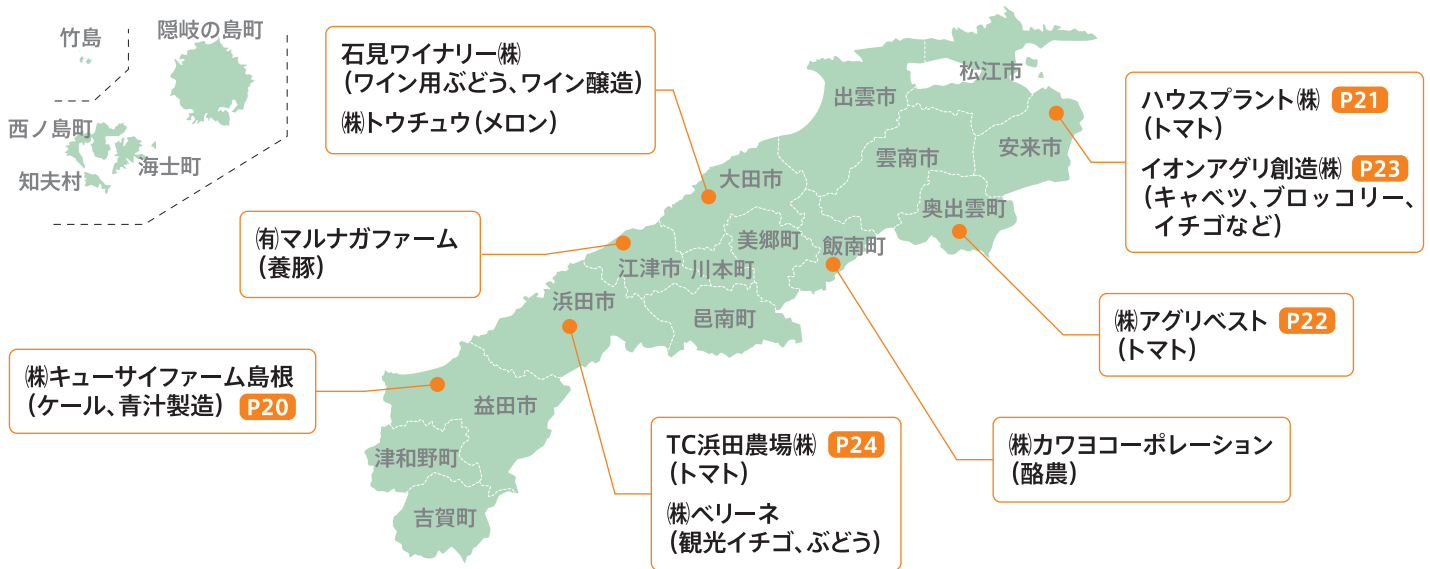 竹島
隠岐の島町
西ノ島町
海士町
知夫村
石見ワイナリー㈱
(ワイン用ぶどう、ワイン醸造)
㈱トウチュウ(メロン)
㈲マルナガファーム
(養豚)
㈱キューサイファーム島根
(ケール、青汁製造) P20
松江市
出雲市
安来市
雲南市
大田市
奥出雲町
美郷町
飯南町
江津市
川本町
浜田市
邑南町
益田市
津和野町
吉賀町
ハウスプラント㈱ P21
(トマト)
イオンアグリ創造㈱ P23
(キャベツ、ブロッコリー、
イチゴなど)
㈱アグリベスト P22
(トマト)
㈱カワヨコーポレーション
(酪農)
TC浜田農場㈱ P24
(トマト)
㈱ベリーネ
(観光イチゴ、ぶどう)